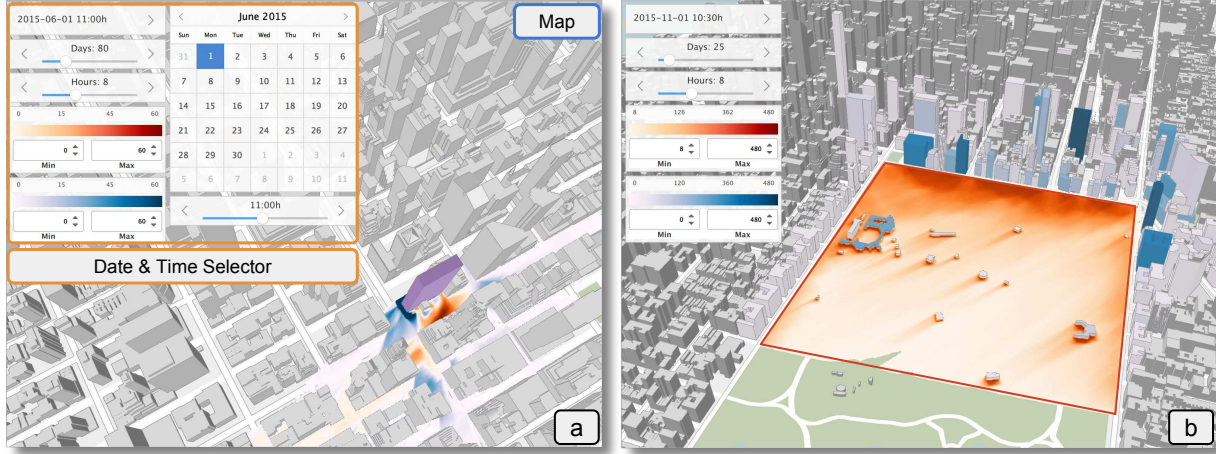 2015-06-01 11:00h
Days: 80
Hours: 8
0 15 45 60
0 60
Min Max
0 15 45 60
0 60
Min Max
June 2015
Sun Mon Tue Wed Thu Fri Sat
31 1 2 3 4 5 6
7 8 9 10 11 12 13
14 15 16 17 18 19 20
21 22 23 24 25 26 27
28 29 30 1 2 3 4
5 6 7 8 9 10 11
11:00h
Date & Time Selector
Map
a
2015-11-01 10:30h
Days: 25
Hours: 8
8 126 362 480
8 480
Min Max
0 120 362 480
0 480
Min Max
b